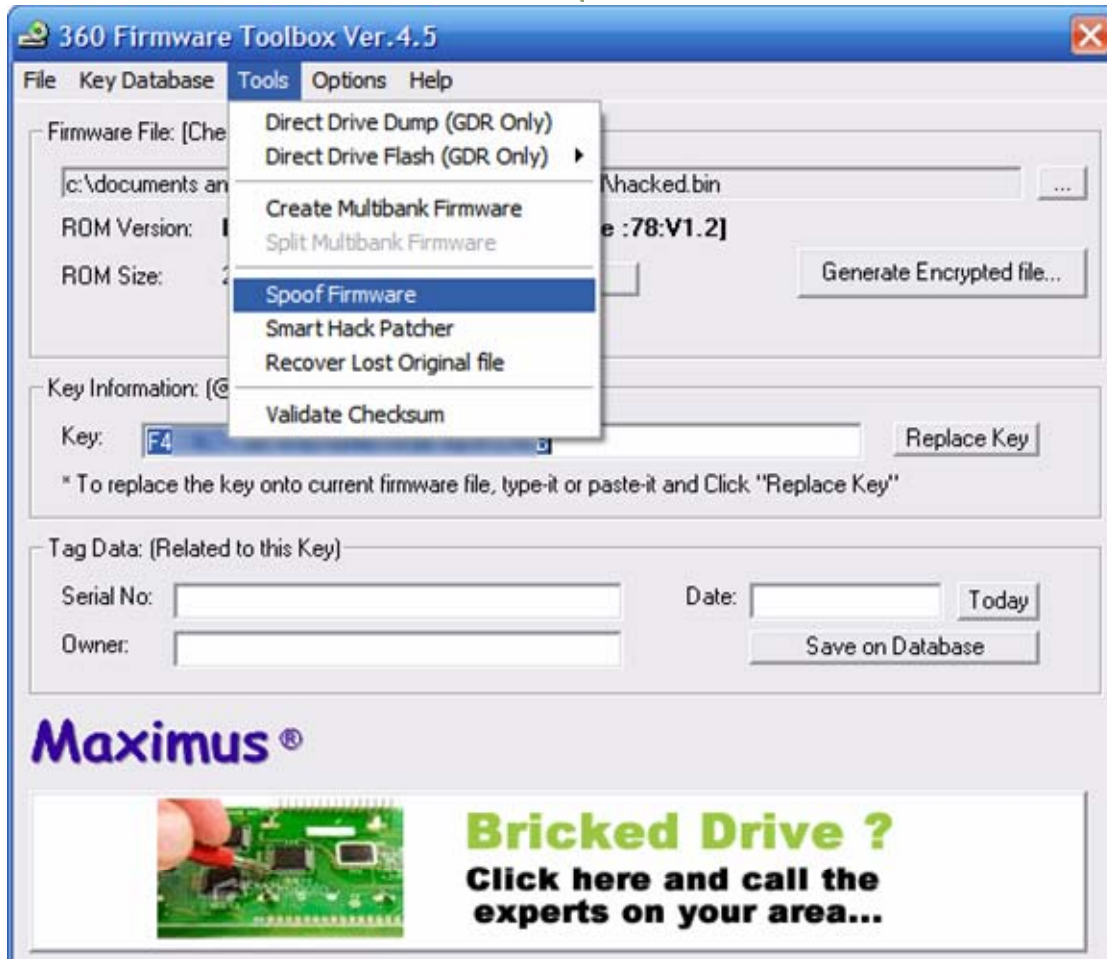 360 Firmware Toolbox Ver.4.5
File Key Database Tools Options Help
Direct Drive Dump (GDR Only)
Direct Drive Flash (GDR Only)
Create Multibank Firmware
Split Multibank Firmware
Spoof Firmware
Smart Hack Patcher
Recover Lost Original file
Validate Checksum
Firmware File: [Che
c:\documents an \hacked.bin ...
ROM Version: e :78:V1.2]
ROM Size: Generate Encrypted file...
Key Information: (@
Key: F4 Replace Key
* To replace the key onto current firmware file, type-it or paste-it and Click "Replace Key"
Tag Data: (Related to this Key)
Serial No: Date: Today
Owner: Save on Database
Maximus ®
Bricked Drive ?
Click here and call the
experts on your area...